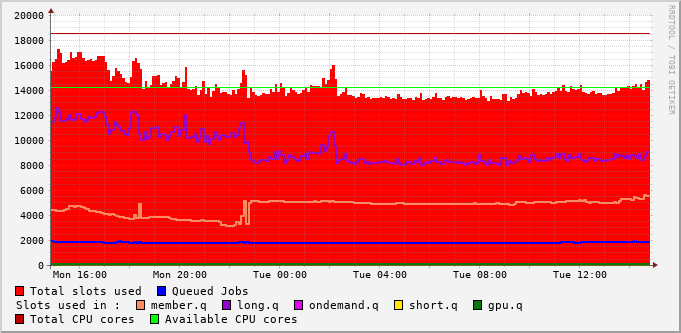 20000
18000
16000
14000
12000
10000
8000
6000
4000
2000
0
Mon 16:00 Mon 20:00 Tue 00:00 Tue 04:00 Tue 08:00 Tue 12:00
RRDTOOL / TOBI OETIKER
Total slots used Queued Jobs
Slots used in : member.q long.q ondemand.q short.q gpu.q
Total CPU cores Available CPU cores